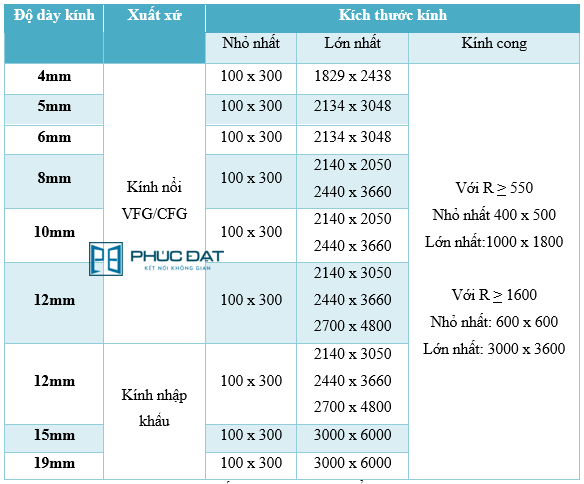 Độ dày kính Xuất xứ Kích thước kính
Nhỏ nhất Lớn nhất Kính cong
4mm 100 x 300 1829 x 2438
5mm 100 x 300 2134 x 3048
6mm 100 x 300 2134 x 3048
8mm 100 x 300 2140 x 2050
2440 x 3660
Kính nổi
VFG/CFG
10mm 100 x 300 2140 x 2050
2440 x 3660
PHÚC ĐẠT
KẾT NỐI KHÔNG GIAN
12mm 100 x 300 2140 x 3050
2440 x 3660
2700 x 4800
Với R ≥ 550
Nhỏ nhất 400 x 500
Lớn nhất:1000 x 1800
Với R ≥ 1600
Nhỏ nhất: 600 x 600
Lớn nhất: 3000 x 3600
12mm 100 x 300 2140 x 3050
2440 x 3660
2700 x 4800
Kính nhập
khẩu
15mm 100 x 300 3000 x 6000
19mm 100 x 300 3000 x 6000